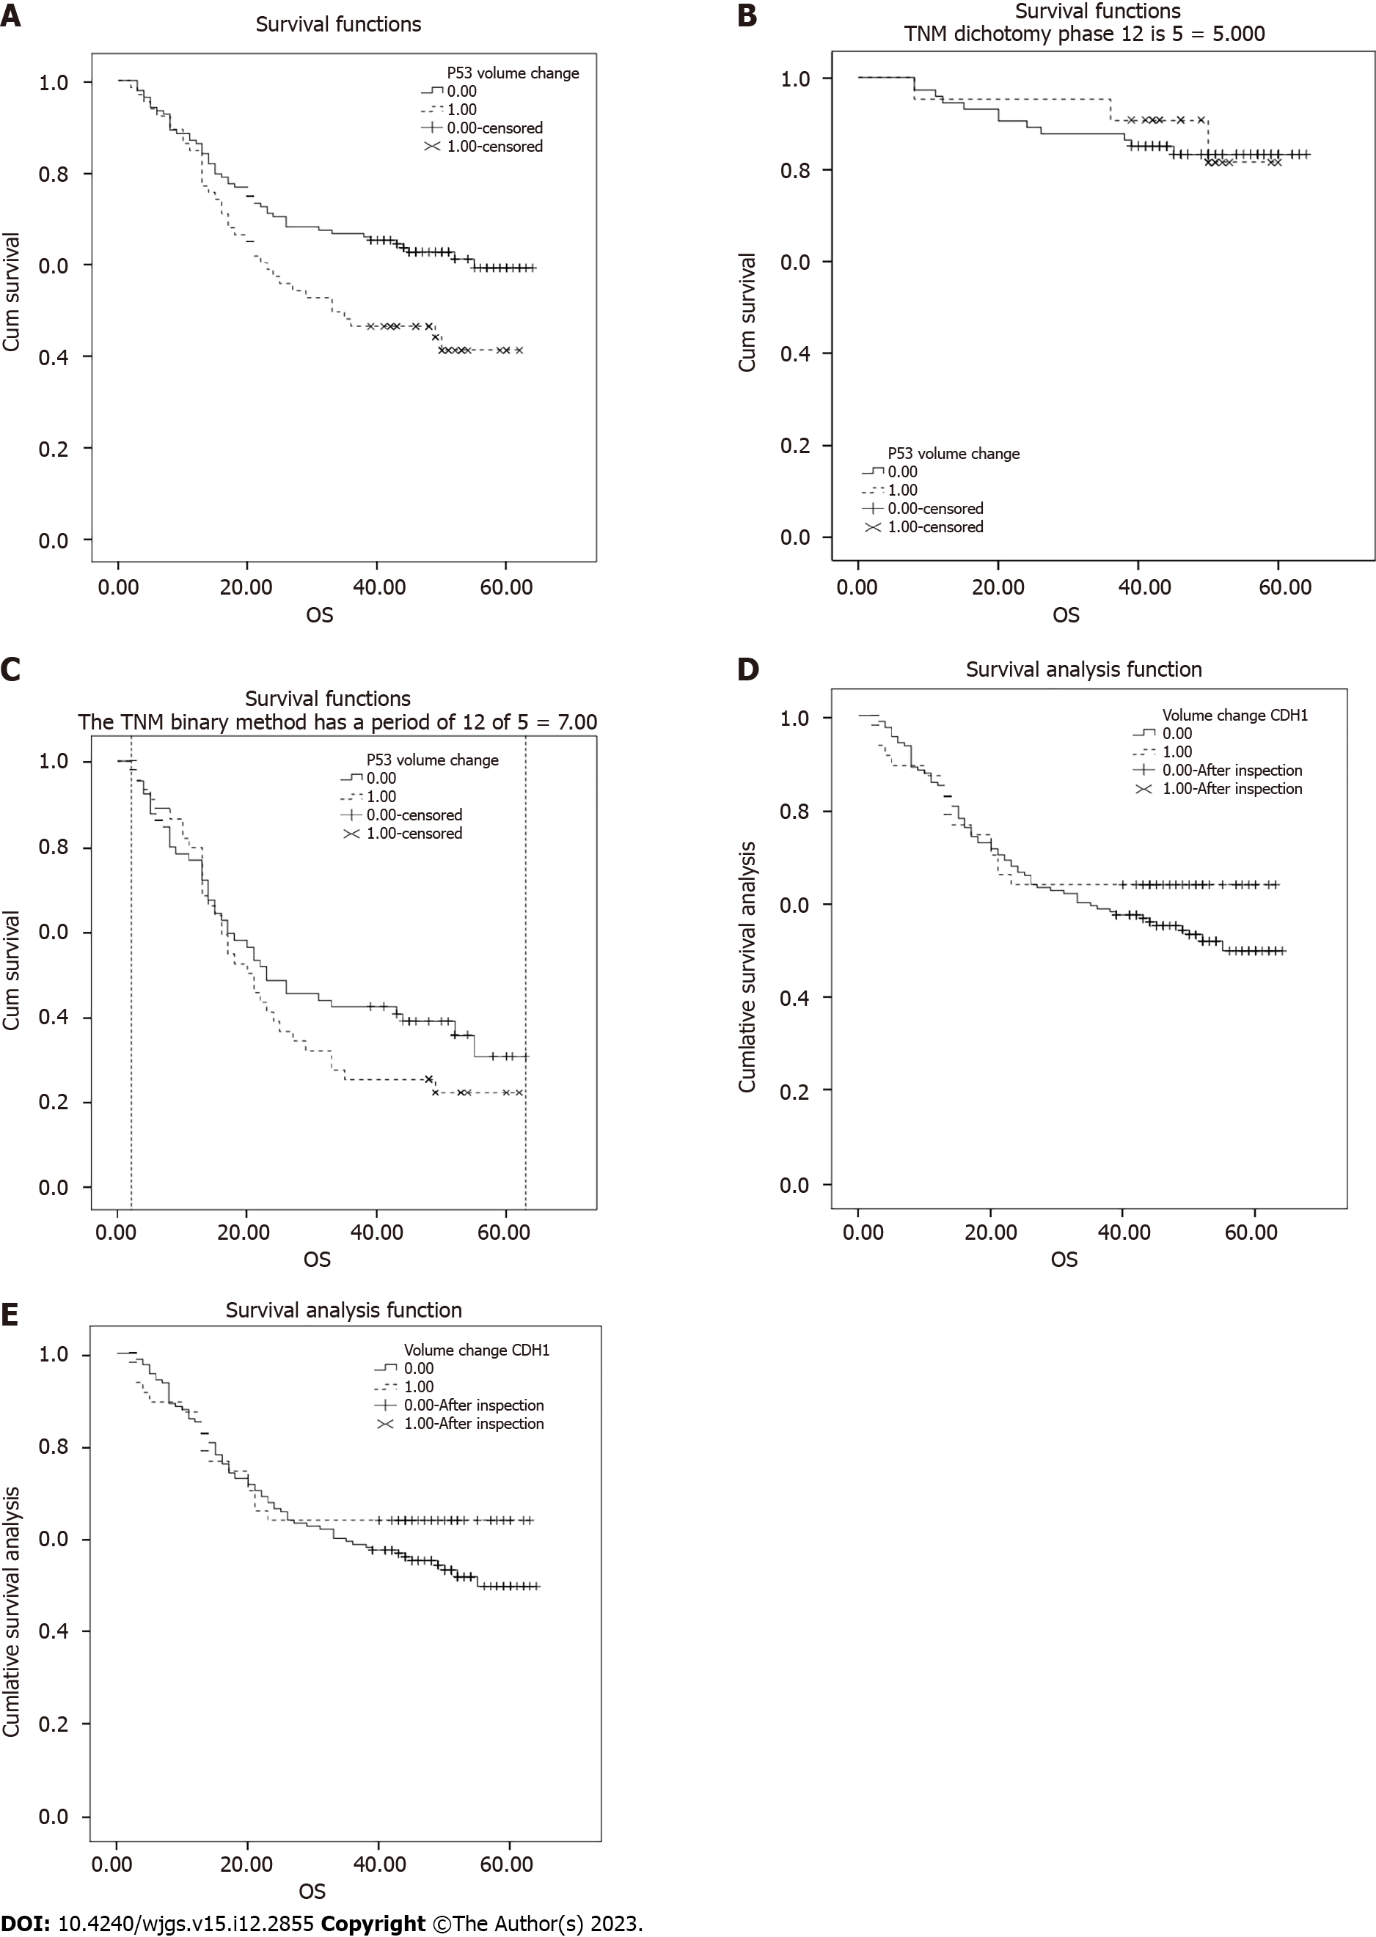 A
Survival functions
P53 volume change
0.00
1.00
0.00-censored
1.00-censored
Cum survival
1.0
0.8
0.0
0.4
0.2
0.0
0.00 20.00 40.00 60.00
OS
B
Survival functions
TNM dichotomy phase 12 is 5 = 5.000
Cum survival
1.0
0.8
0.0
0.4
0.2
0.0
P53 volume change
0.00
1.00
0.00-censored
1.00-censored
0.00 20.00 40.00 60.00
OS
C
Survival functions
The TNM binary method has a period of 12 of 5 = 7.00
P53 volume change
0.00
1.00
0.00-censored
1.00-censored
Cum survival
1.0
0.8
0.0
0.4
0.2
0.0
0.00 20.00 40.00 60.00
OS
D
Survival analysis function
Volume change CDH1
0.00
1.00
0.00-After inspection
1.00-After inspection
Cumlative survival analysis
1.0
0.8
0.0
0.4
0.2
0.0
0.00 20.00 40.00 60.00
OS
E
Survival analysis function
Volume change CDH1
0.00
1.00
0.00-After inspection
1.00-After inspection
Cumlative survival analysis
1.0
0.8
0.0
0.4
0.2
0.0
0.00 20.00 40.00 60.00
OS
DOI: 10.4240/wjgs.v15.i12.2855 Copyright ©The Author(s) 2023.